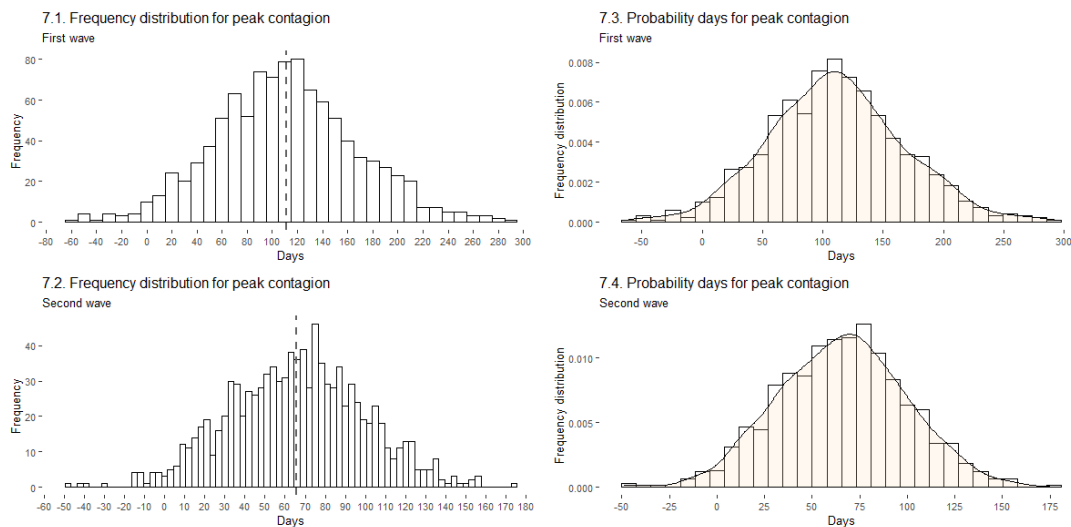 7.1. Frequency distribution for peak contagion
First wave
Frequency
80
60
40
20
0
-80 -60 -40 -20 0 20 40 60 80 100 120 140 160 180 200 220 240 260 280 300
Days
7.3. Probability days for peak contagion
First wave
Frequency distribution
0.008
0.006
0.004
0.002
0.000
-50 0 50 100 150 200 250 300
Days
7.2. Frequency distribution for peak contagion
Second wave
Frequency
40
30
20
10
0
-60 -50 -40 -30 -20 -10 0 10 20 30 40 50 60 70 80 90 100 110 120 130 140 150 160 170 180
Days
7.4. Probability days for peak contagion
Second wave
Frequency distribution
0.010
0.005
0.000
-50 -25 0 25 50 75 100 125 150 175
Days